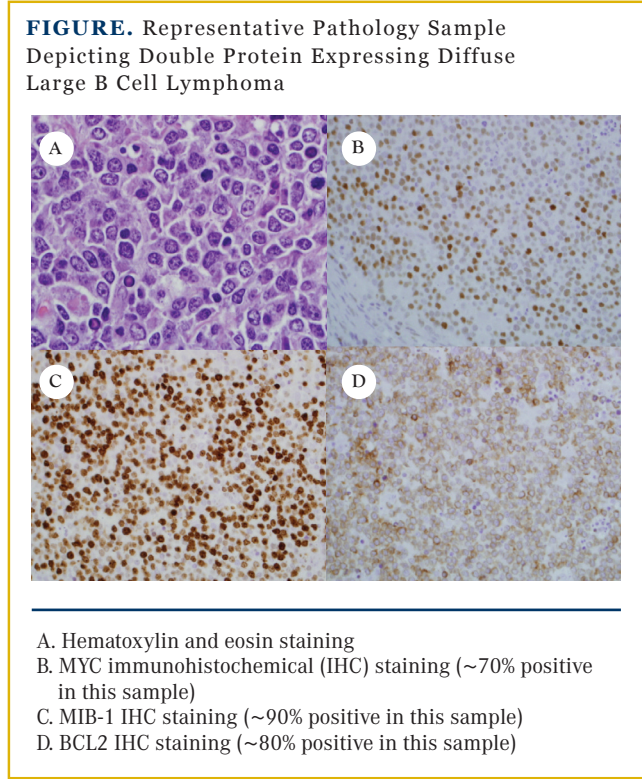 FIGURE. Representative Pathology Sample
Depicting Double Protein Expressing Diffuse
Large B Cell Lymphoma
A
B
C
D
A. Hematoxylin and eosin staining
B. MYC immunohistochemical (IHC) staining (~70% positive
in this sample)
C. MIB-1 IHC staining (~90% positive in this sample)
D. BCL2 IHC staining (~80% positive in this sample)